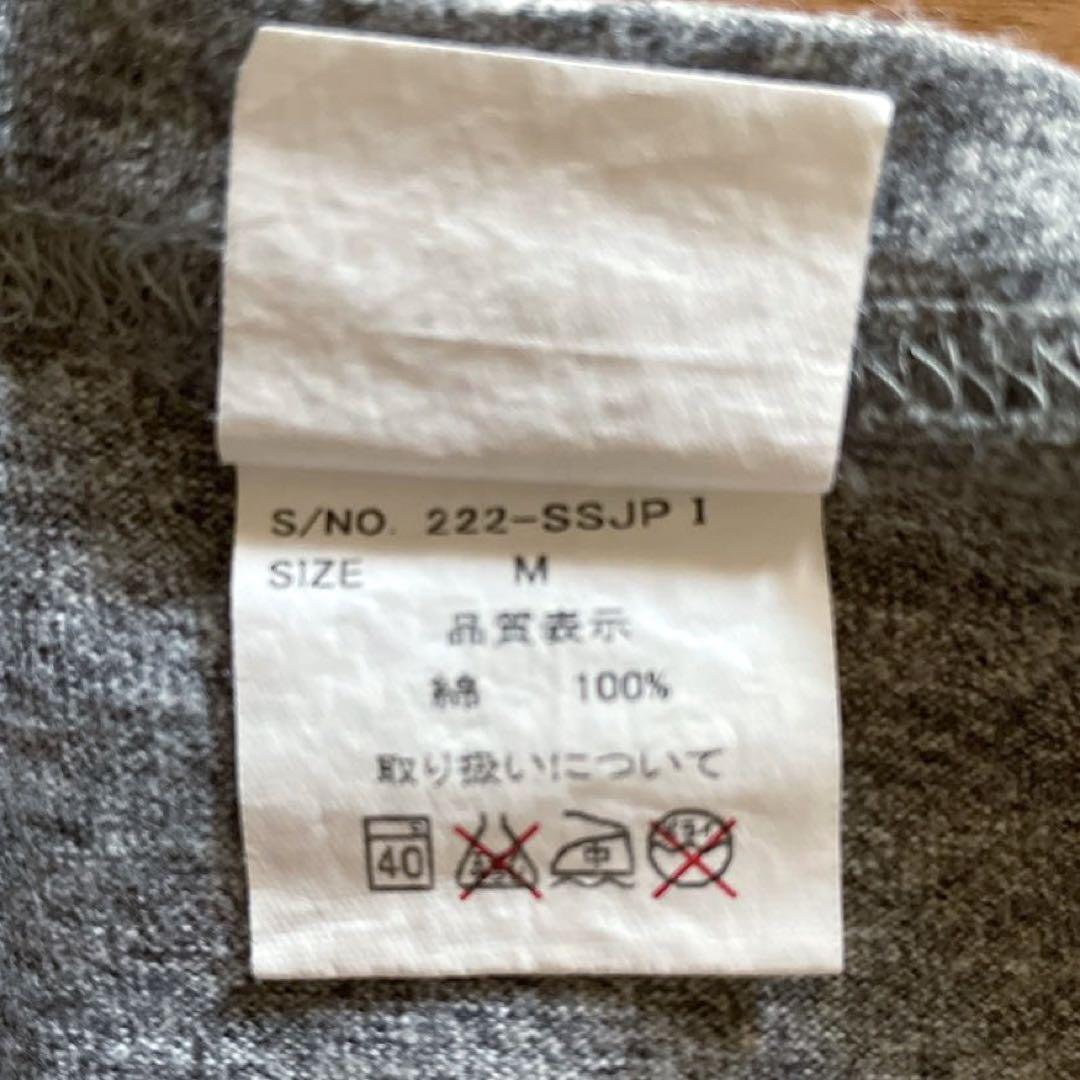 S/NO. 222-SSJP I
SIZE M
品質表示
綿 100%
取り扱いについて
40 中